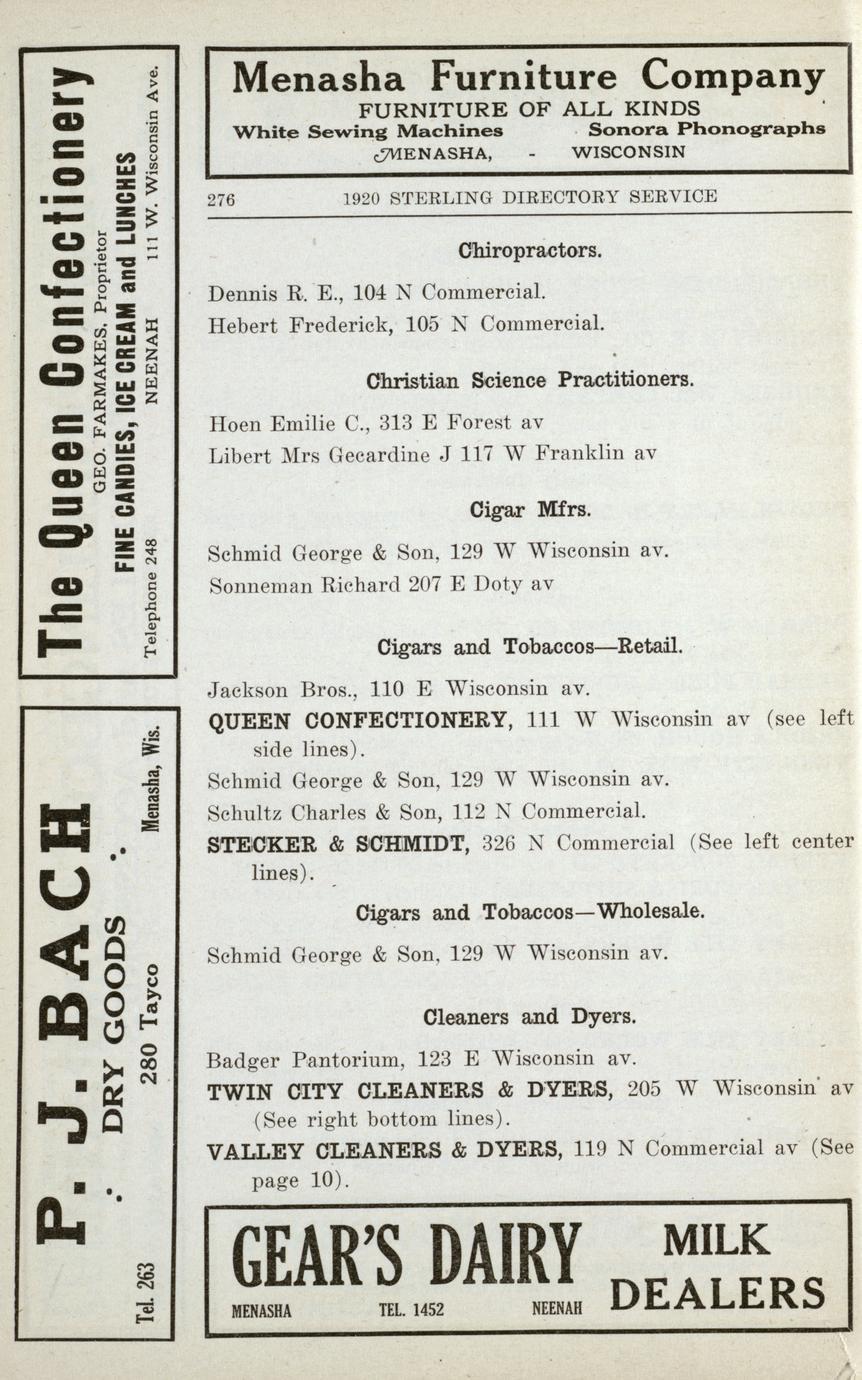 Menasha Furniture Company
FURNITURE OF ALL KINDS
White Sewing Machines Sonora Phonographs
MENASHA, - WISCONSIN
276 1920 STERLING DIRECTORY SERVICE
Chiropractors.
Dennis R. E., 104 N Commercial.
Hebert Frederick, 105 N Commercial.
Christian Science Practitioners.
Hoen Emilie C., 313 E Forest av
Libert Mrs Gecardine J 117 W Franklin av
Cigar Mfrs.
Schmid George & Son, 129 W Wisconsin av.
Sonneman Richard 207 E Doty av
Cigars and Tobaccos—Retail.
Jackson Bros., 110 E Wisconsin av.
QUEEN CONFECTIONERY, 111 W Wisconsin av (see left
side lines).
Schmid George & Son, 129 W Wisconsin av.
Schultz Charles & Son, 112 N Commercial.
STECKER & SCHMIDT, 326 N Commercial (See left center
lines).
Cigars and Tobaccos—Wholesale.
Schmid George & Son, 129 W Wisconsin av.
Cleaners and Dyers.
Badger Pantorium, 123 E Wisconsin av.
TWIN CITY CLEANERS & DYERS, 205 W Wisconsin av
(See right bottom lines).
VALLEY CLEANERS & DYERS, 119 N Commercial av (See
page 10).
GEAR'S DAIRY MILK
DEALERS
MENASHA TEL. 1452 NEENAH
The Queen Confectionery
GEO. FARMAKES, Proprietor
FINE CANDIES, ICE CREAM and LUNCHES
Telephone 248 NEENAH 111 W. Wisconsin Ave.
P. J. BACH
DRY GOODS
Tel. 263 280 Tayco Menasha, Wis.